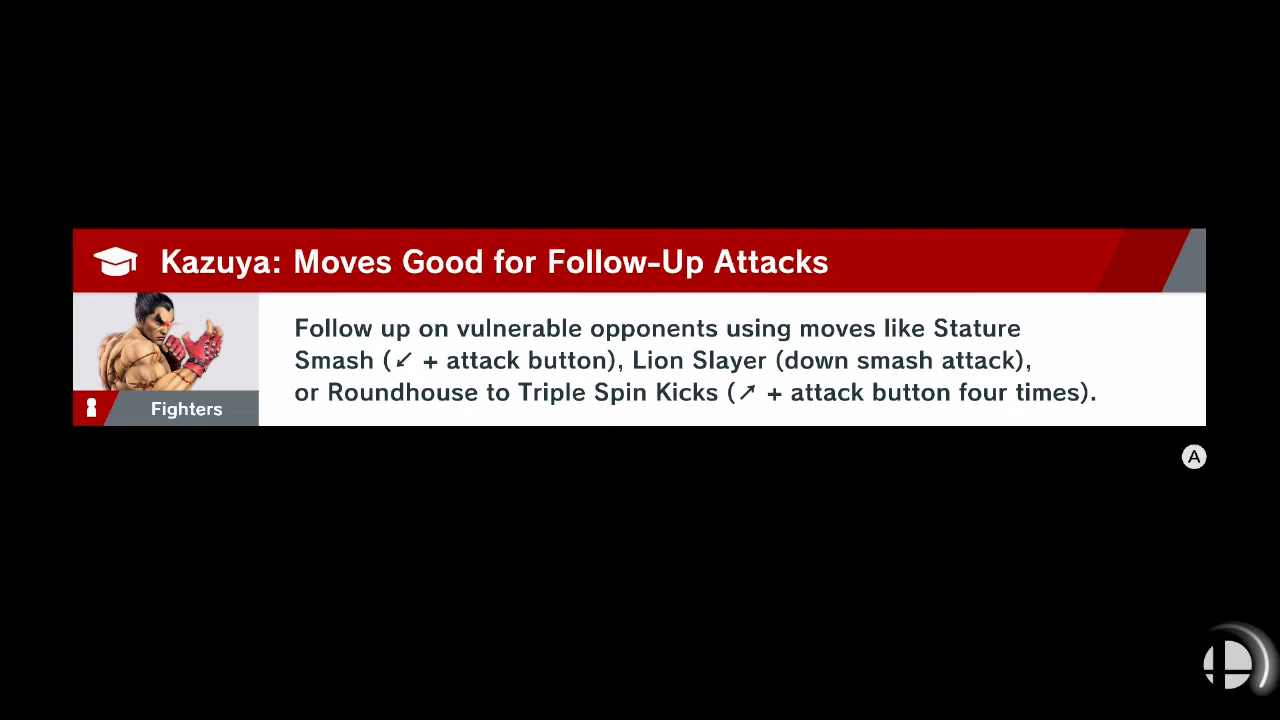 Kazuya: Moves Good for Follow-Up Attacks
Follow up on vulnerable opponents using moves like Stature
Smash (↙ + attack button), Lion Slayer (down smash attack),
or Roundhouse to Triple Spin Kicks (↗ + attack button four times).
Fighters
A